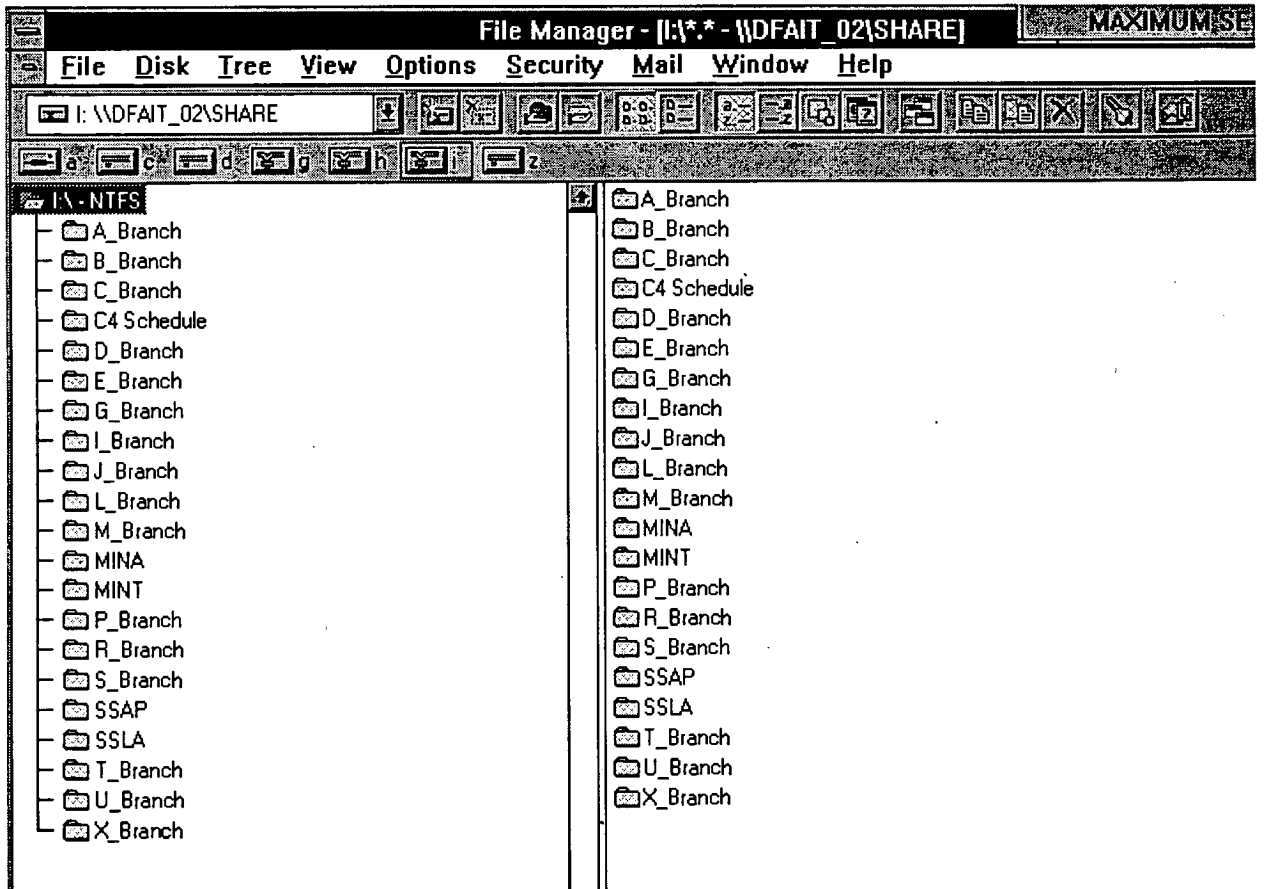 File Manager - [I:\*.* - \\DFAIT_02\SHARE]
MAXIMUM SE
File Disk Tree View Options Security Mail Window Help
I: \\DFAIT_02\SHARE
a c d g h i z
I:\ - NTFS
A_Branch
B_Branch
C_Branch
C4 Schedule
D_Branch
E_Branch
G_Branch
I_Branch
J_Branch
L_Branch
M_Branch
MINA
MINT
P_Branch
R_Branch
S_Branch
SSAP
SSLA
T_Branch
U_Branch
X_Branch
A_Branch
B_Branch
C_Branch
C4 Schedule
D_Branch
E_Branch
G_Branch
I_Branch
J_Branch
L_Branch
M_Branch
MINA
MINT
P_Branch
R_Branch
S_Branch
SSAP
SSLA
T_Branch
U_Branch
X_Branch